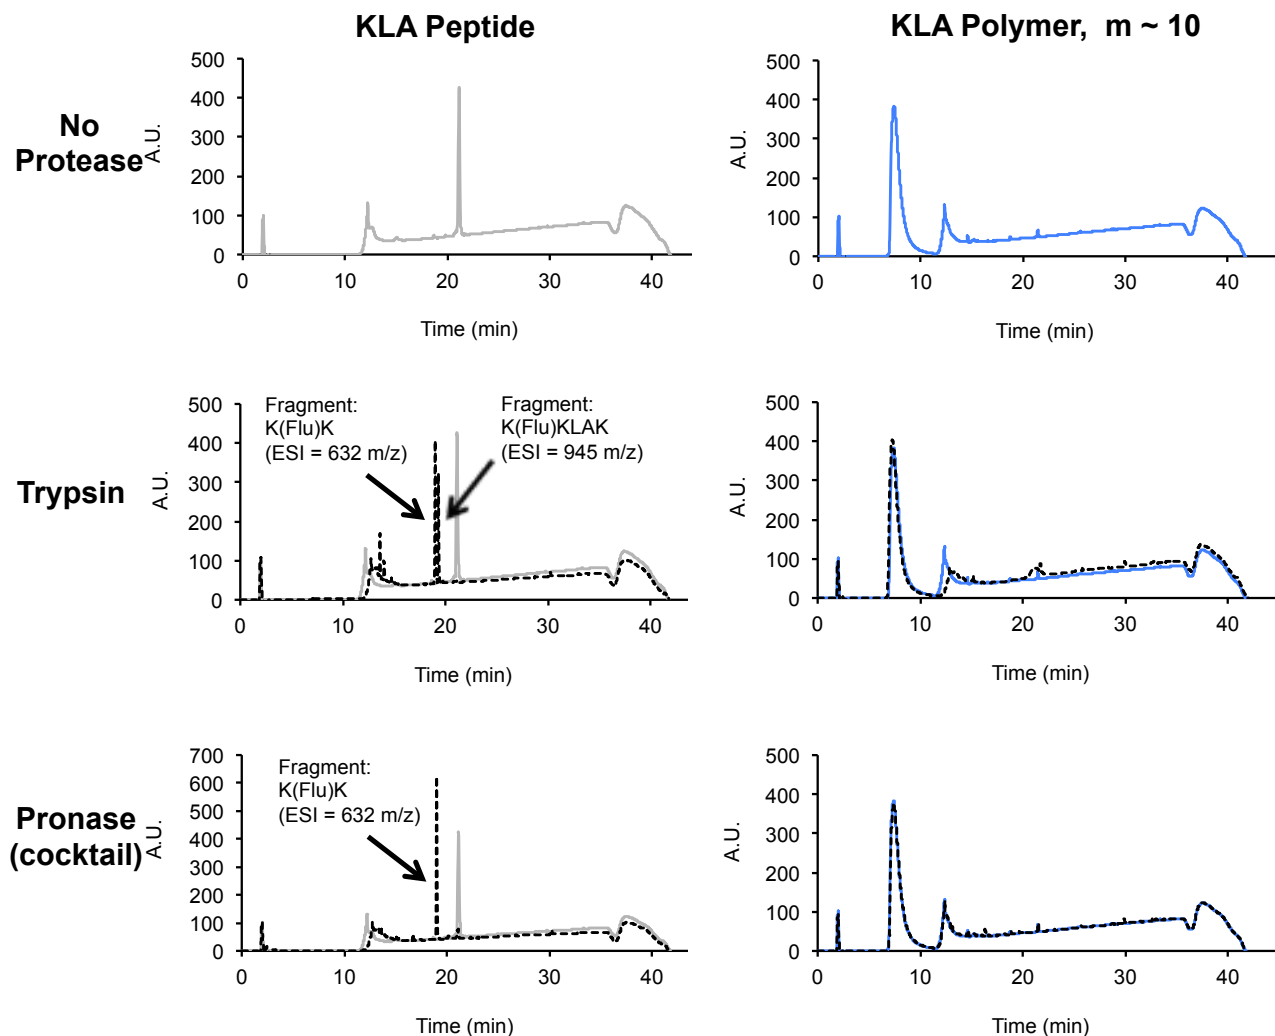 KLA Peptide
KLA Polymer, m ~ 10
No
Protease
A.U.
500
400
300
200
100
0
0 10 20 30 40
Time (min)
A.U.
500
400
300
200
100
0
0 10 20 30 40
Time (min)
Trypsin
A.U.
500
400
300
200
100
0
Fragment:
K(Flu)K
(ESI = 632 m/z)
Fragment:
K(Flu)KLAK
(ESI = 945 m/z)
0 10 20 30 40
Time (min)
A.U.
500
400
300
200
100
0
0 10 20 30 40
Time (min)
Pronase
(cocktail)
A.U.
700
600
500
400
300
200
100
0
Fragment:
K(Flu)K
(ESI = 632 m/z)
0 10 20 30 40
Time (min)
A.U.
500
400
300
200
100
0
0 10 20 30 40
Time (min)